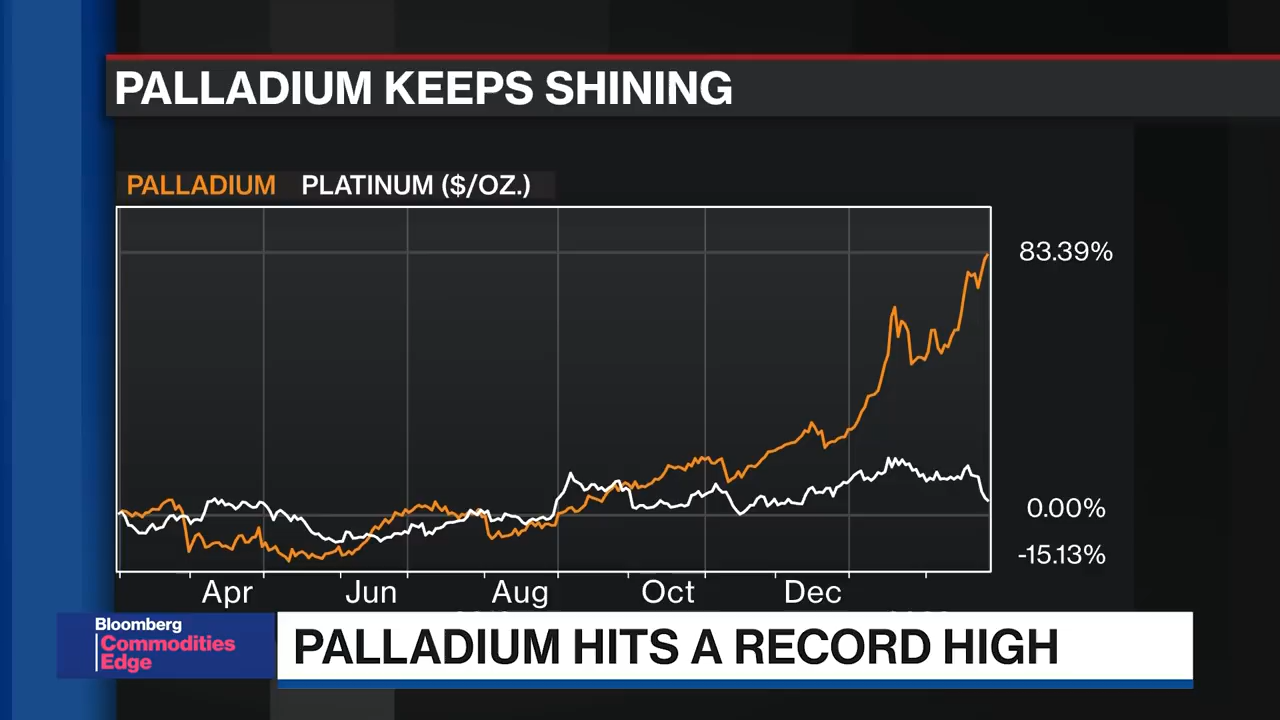 PALLADIUM KEEPS SHINING
PALLADIUM PLATINUM ($/OZ.)
83.39%
0.00%
-15.13%
Apr Jun Aug Oct Dec
Bloomberg
Commodities
Edge
PALLADIUM HITS A RECORD HIGH